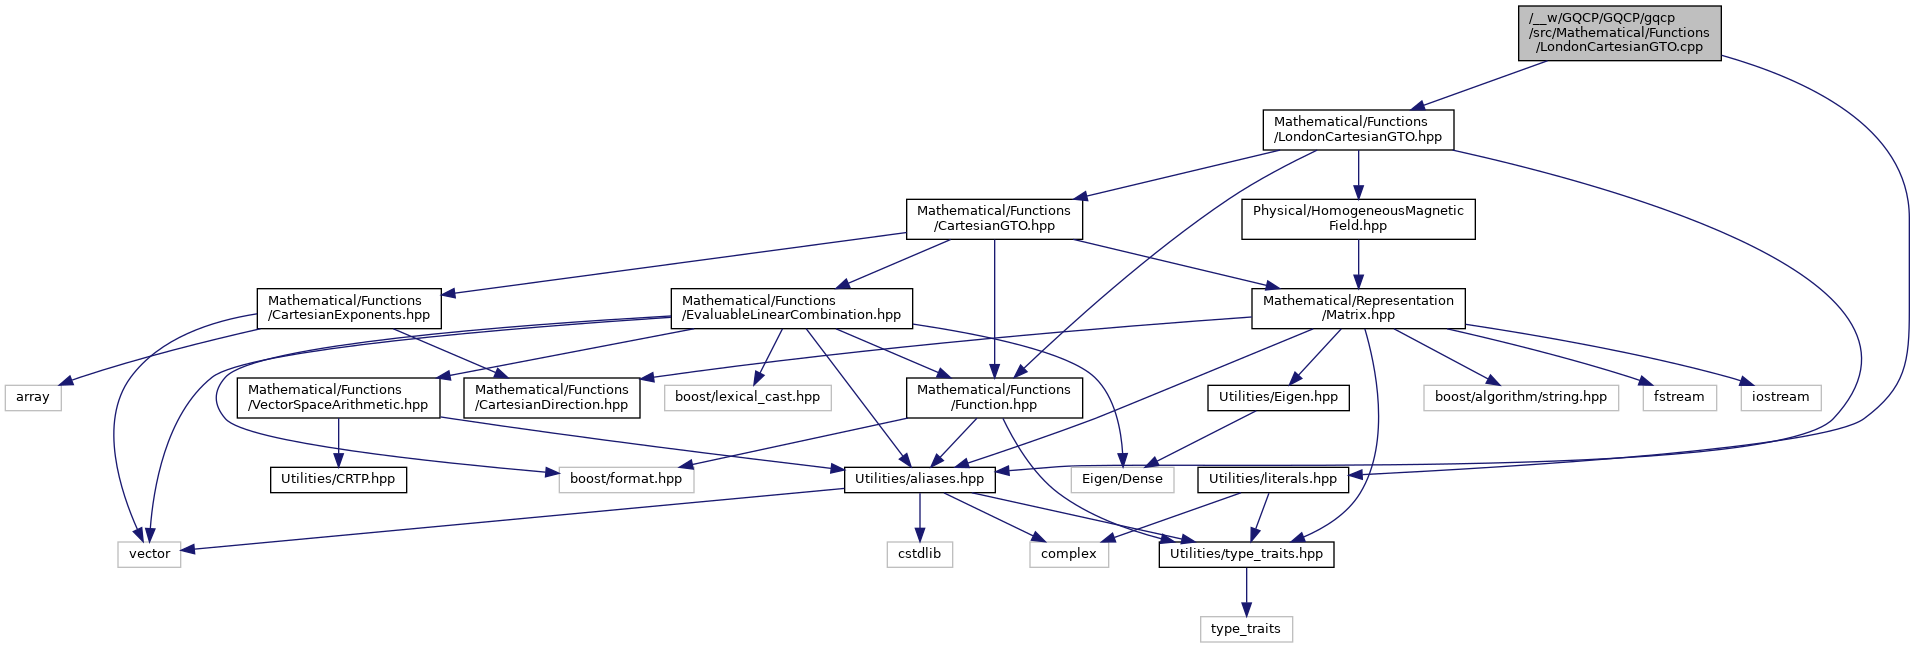 /__w/GQCP/GQCP/gqcp
/src/Mathematical/Functions
/LondonCartesianGTO.cpp
Mathematical/Functions
/LondonCartesianGTO.hpp
Mathematical/Functions
/CartesianGTO.hpp
Physical/HomogeneousMagnetic
Field.hpp
Mathematical/Functions
/CartesianExponents.hpp
Mathematical/Functions
/EvaluableLinearCombination.hpp
Mathematical/Representation
/Matrix.hpp
array
Mathematical/Functions
/VectorSpaceArithmetic.hpp
Mathematical/Functions
/CartesianDirection.hpp
boost/lexical_cast.hpp
Mathematical/Functions
/Function.hpp
Utilities/Eigen.hpp
boost/algorithm/string.hpp
fstream
iostream
Utilities/CRTP.hpp
boost/format.hpp
Utilities/aliases.hpp
Eigen/Dense
Utilities/literals.hpp
vector
cstdlib
complex
Utilities/type_traits.hpp
type_traits